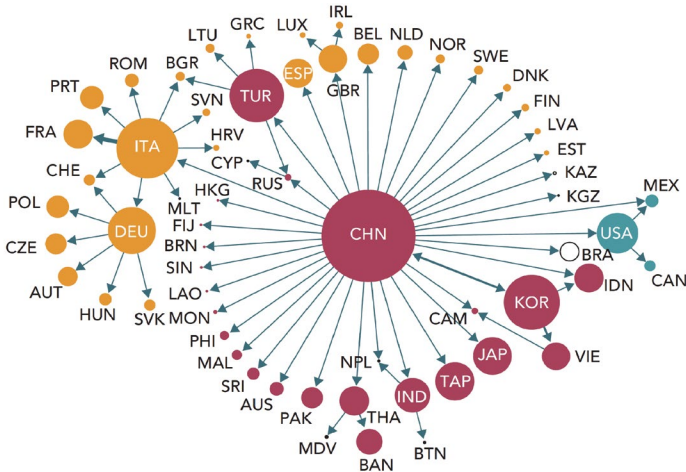 LTU
GRC
LUX
IRL
BEL
NLD
NOR
SWE
DNK
FIN
LVA
EST
KAZ
KGZ
MEX
USA
CAN
BRA
IDN
KOR
VIE
CAM
JAP
TAP
IND
BTN
NPL
THA
BAN
MDV
PAK
AUS
SRI
MAL
PHI
MON
LAO
SIN
BRN
FIJ
HKG
MLT
RUS
CYP
HRV
SVN
BGR
ROM
PRT
FRA
ITA
CHE
POL
DEU
CZE
AUT
HUN
SVK
TUR
ESP
GBR
CHN